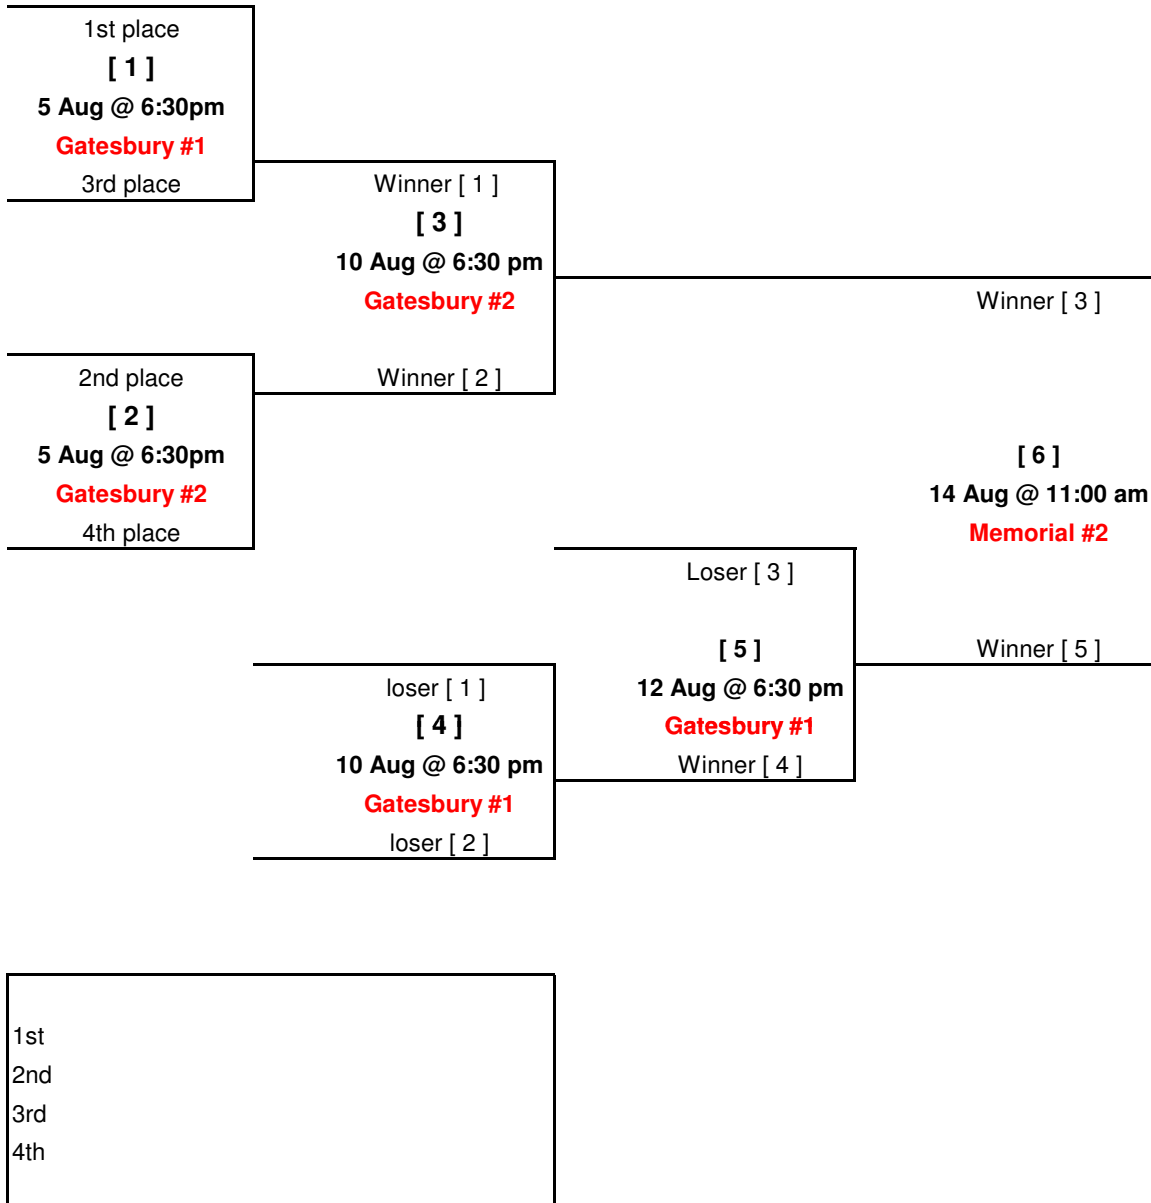 1st place
[ 1 ]
5 Aug @ 6:30pm
Gatesbury #1
3rd place
Winner [ 1 ]
[ 3 ]
10 Aug @ 6:30 pm
Gatesbury #2
Winner [ 2 ]
Winner [ 3 ]
2nd place
[ 2 ]
5 Aug @ 6:30pm
Gatesbury #2
4th place
[ 6 ]
14 Aug @ 11:00 am
Memorial #2
Winner [ 5 ]
Loser [ 3 ]
[ 5 ]
12 Aug @ 6:30 pm
Gatesbury #1
Winner [ 4 ]
loser [ 1 ]
[ 4 ]
10 Aug @ 6:30 pm
Gatesbury #1
loser [ 2 ]
1st
2nd
3rd
4th